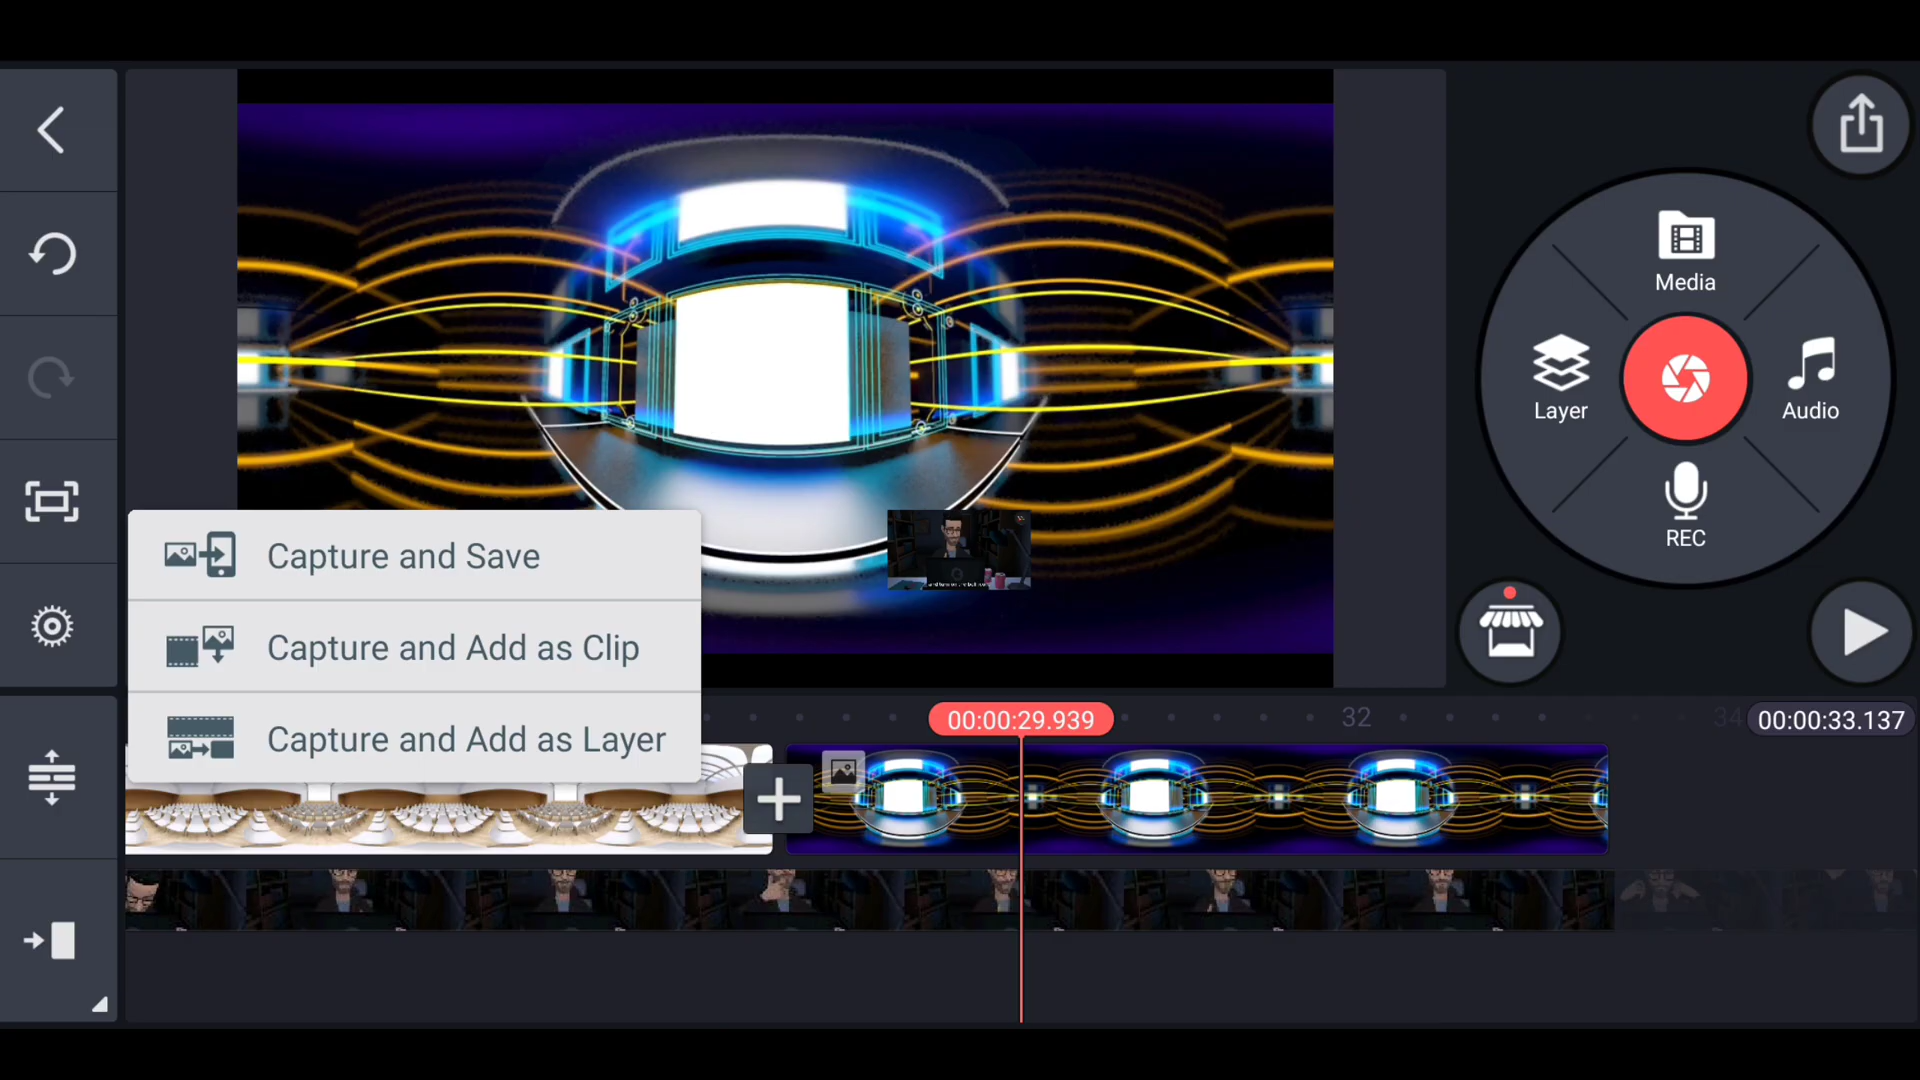 Media
Layer
Audio
REC
Capture and Save
Capture and Add as Clip
Capture and Add as Layer
00:00:29.939
32
34
00:00:33.137